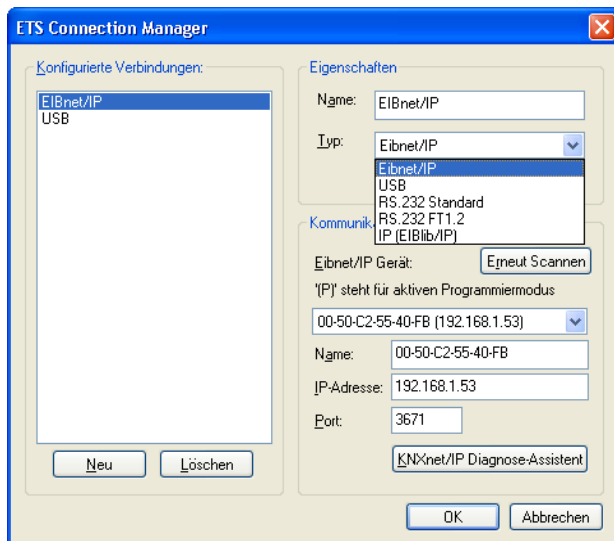 ETS Connection Manager
Konfigurierte Verbindungen:
EIBnet/IP
USB
Neu
Löschen
Eigenschaften
Name: EIBnet/IP
Typ: Eibnet/IP
Eibnet/IP
USB
RS.232 Standard
RS.232 FT1.2
IP (EIBlib/IP)
Eibnet/IP Gerät: Erneut Scannen
'(P)' steht für aktiven Programmiermodus
00-50-C2-55-40-FB (192.168.1.53)
Name: 00-50-C2-55-40-FB
IP-Adresse: 192.168.1.53
Port: 3671
KNXnet/IP Diagnose-Assistent
OK
Abbrechen